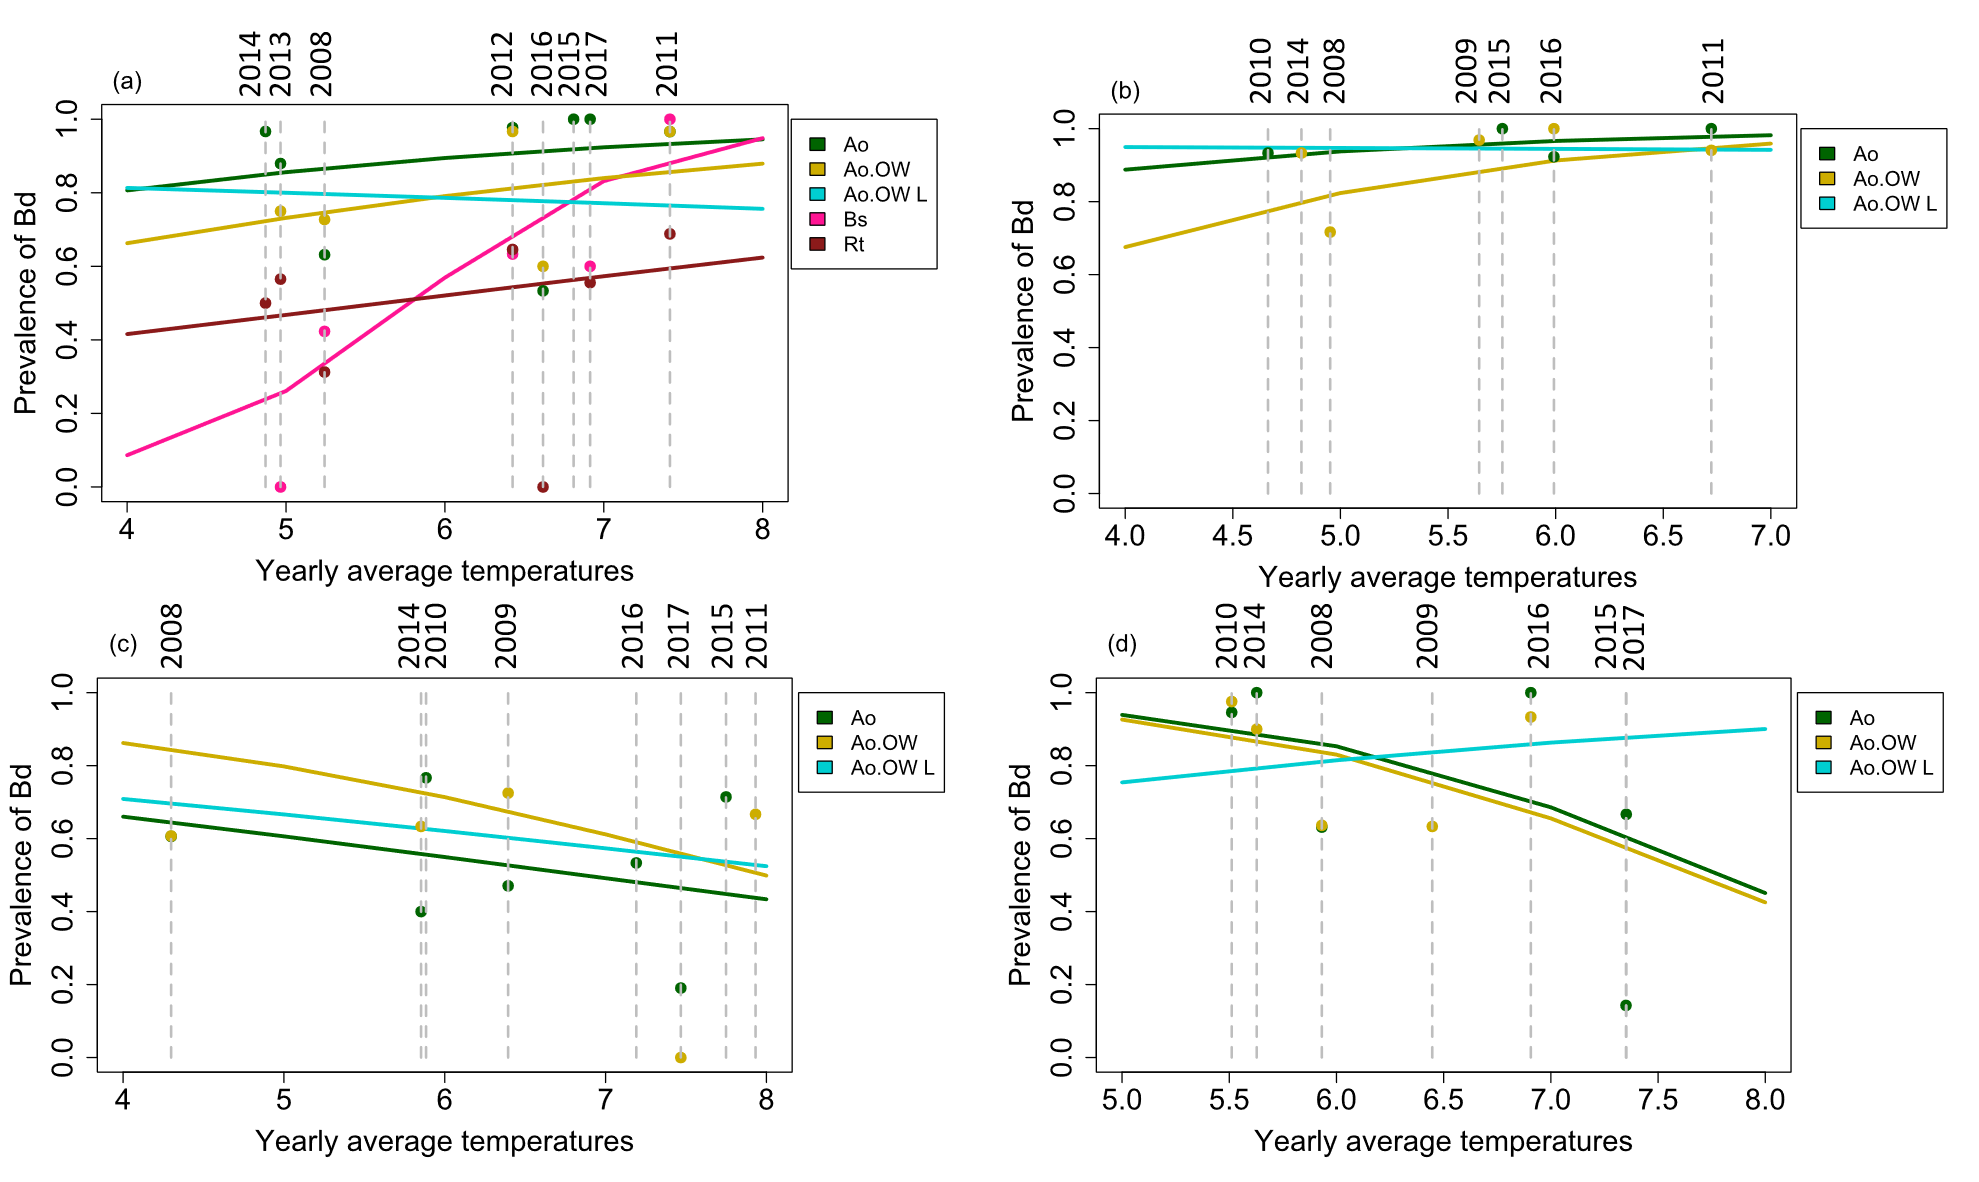 (a)
2014 2013 2008 2012 2016 2015 2017 2011
Prevalence of Bd
0.0 0.2 0.4 0.6 0.8 1.0
4 5 6 7 8
Yearly average temperatures
Ao
Ao.OW
Ao.OW L
Bs
Rt
(b)
2010 2014 2008 2009 2015 2016 2011
Prevalence of Bd
0.0 0.2 0.4 0.6 0.8 1.0
4.0 4.5 5.0 5.5 6.0 6.5 7.0
Yearly average temperatures
Ao
Ao.OW
Ao.OW L
(c)
2008 2014 2010 2009 2016 2017 2015 2011
Prevalence of Bd
0.0 0.2 0.4 0.6 0.8 1.0
4 5 6 7 8
Yearly average temperatures
Ao
Ao.OW
Ao.OW L
(d)
2010 2014 2008 2009 2016 2015 2017
Prevalence of Bd
0.0 0.2 0.4 0.6 0.8 1.0
5.0 5.5 6.0 6.5 7.0 7.5 8.0
Yearly average temperatures
Ao
Ao.OW
Ao.OW L